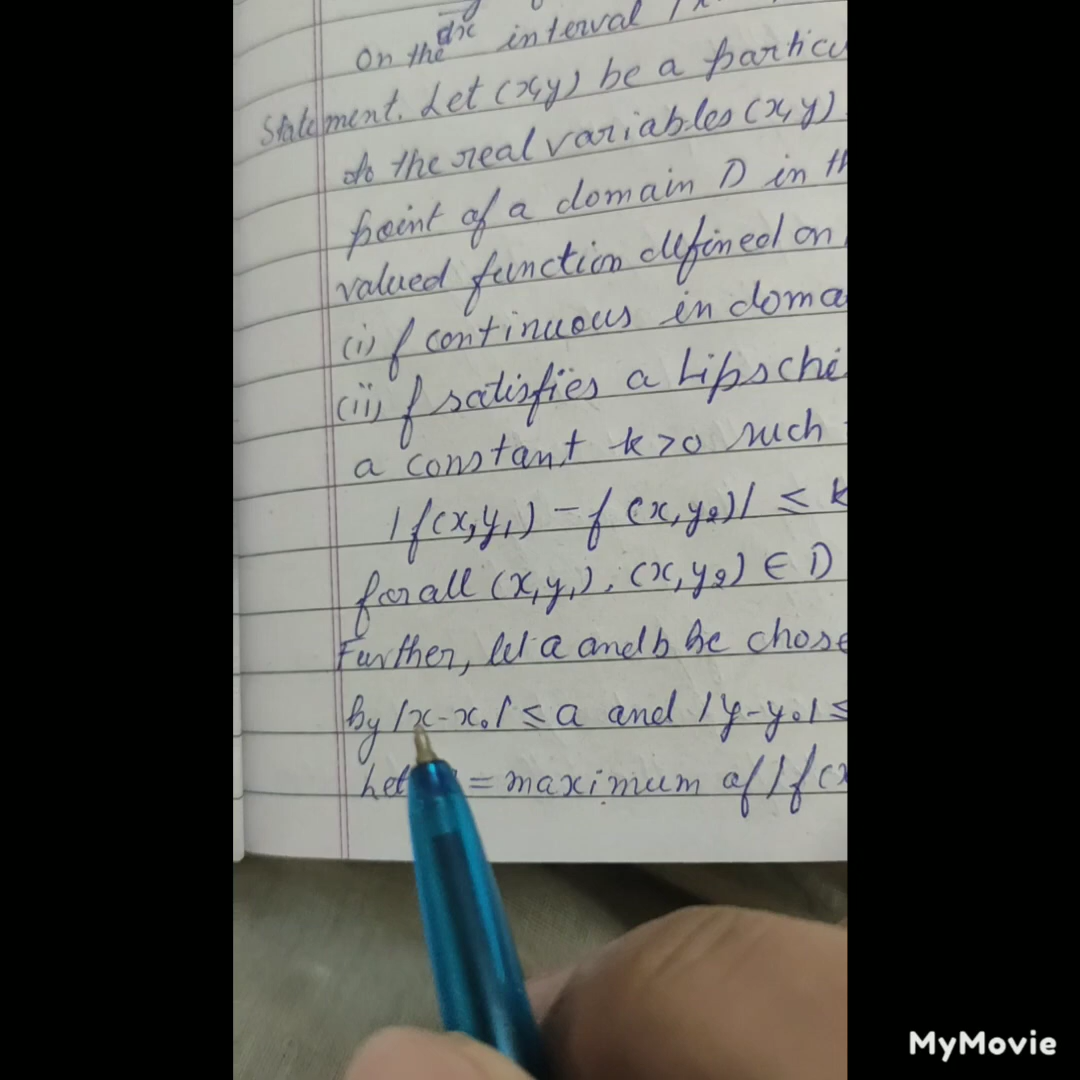 dx
On the interval
Statement. Let (x,y) be a particu
do the real variables (x,y)
point of a domain D in th
valued function defined on
(i) f continuous in doma
(ii) f satisfies a Lipschi
a constant k>0 such
|f(x,y₁) - f(x,y₂)| ≤ k
for all (x,y₁), (x,y₂) ∈ D
Further, let a and b be chose
by |x-x₀| ≤ a and |y-y₀| ≤
Let = maximum of |f(x
MyMovie